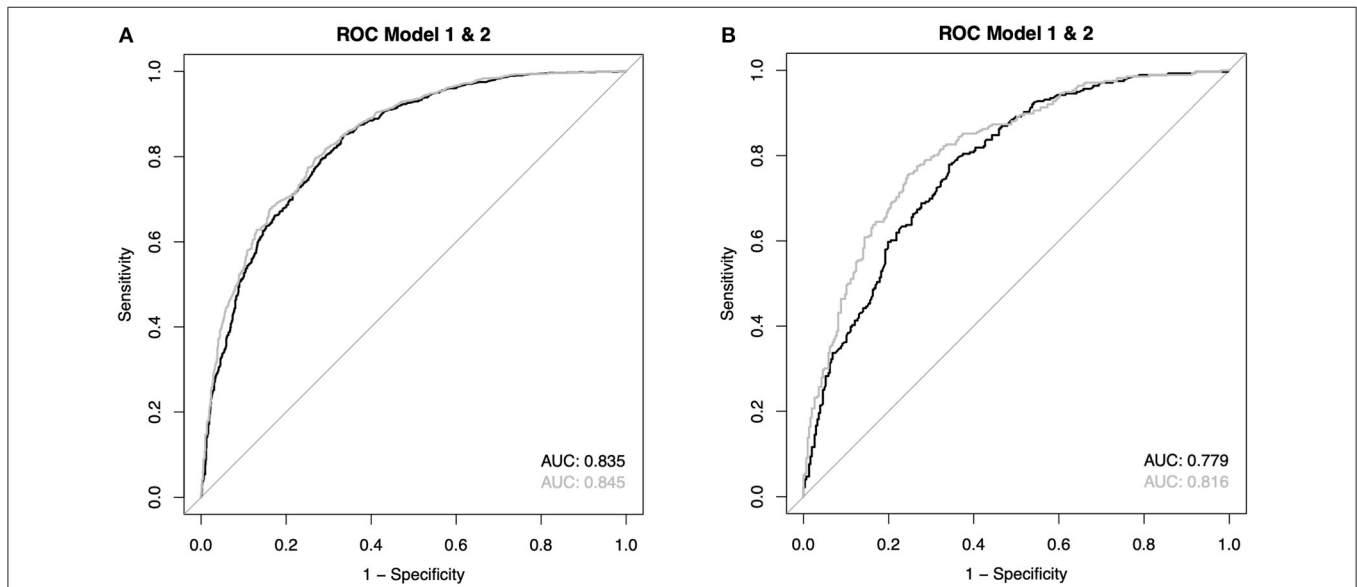 A
ROC Model 1 & 2
Sensitivity
1.0
0.8
0.6
0.4
0.2
0.0
AUC: 0.835
AUC: 0.845
0.0 0.2 0.4 0.6 0.8 1.0
1 – Specificity
B
ROC Model 1 & 2
Sensitivity
1.0
0.8
0.6
0.4
0.2
0.0
AUC: 0.779
AUC: 0.816
0.0 0.2 0.4 0.6 0.8 1.0
1 – Specificity